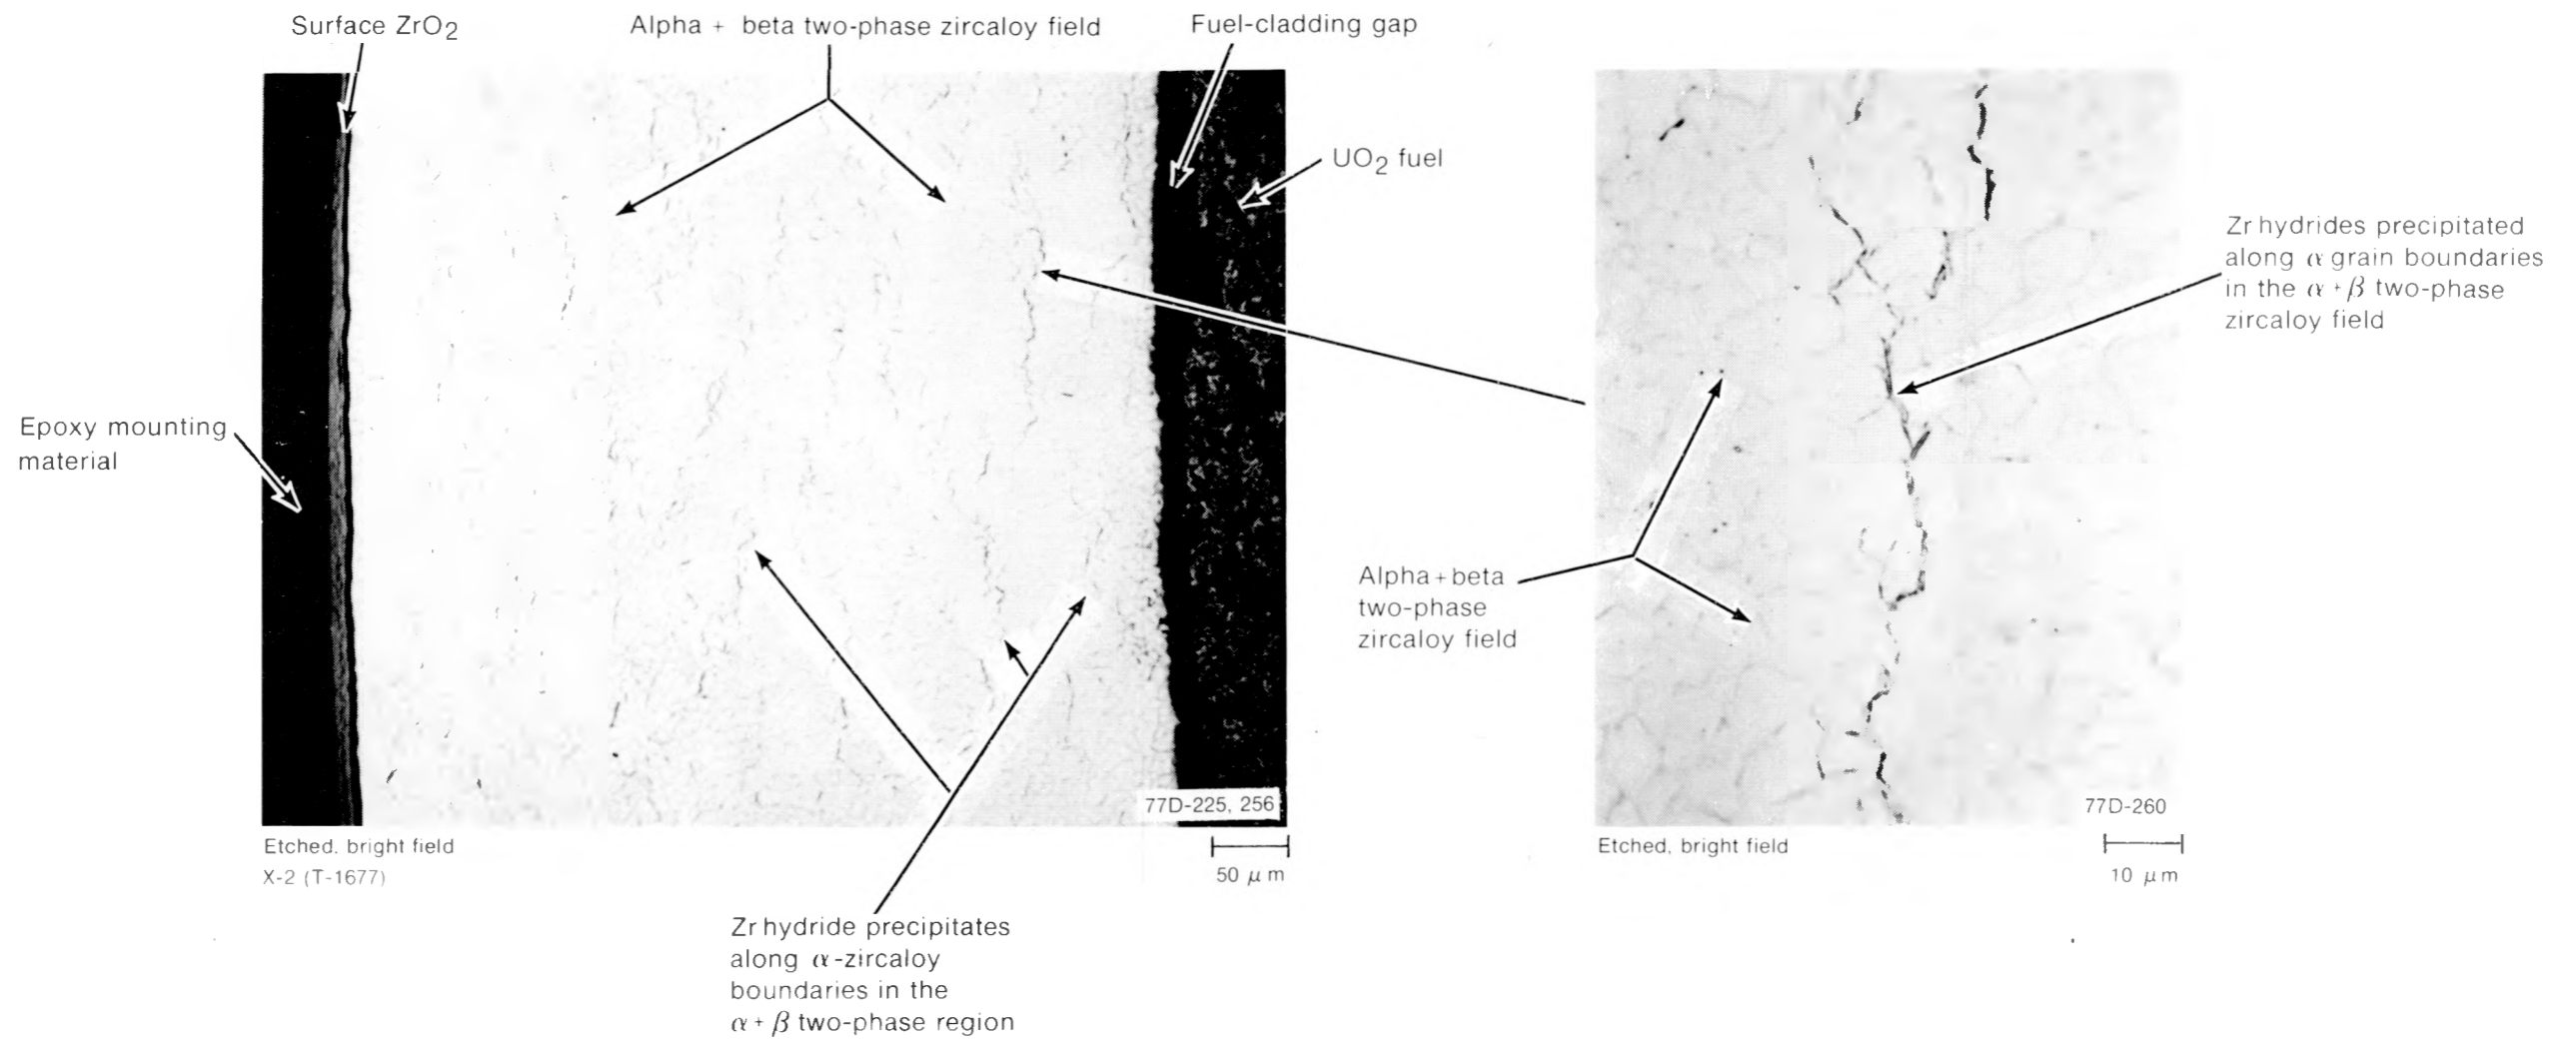 Surface ZrO2
Alpha + beta two-phase zircaloy field
Fuel-cladding gap
UO2 fuel
Epoxy mounting
material
77D-225, 256
Etched, bright field
X-2 (T-1677)
50 μm
Zr hydride precipitates
along α-zircaloy
boundaries in the
α + β two-phase region
Zr hydrides precipitated
along α grain boundaries
in the α + β two-phase
zircaloy field
Alpha + beta
two-phase
zircaloy field
77D-260
Etched, bright field
10 μm